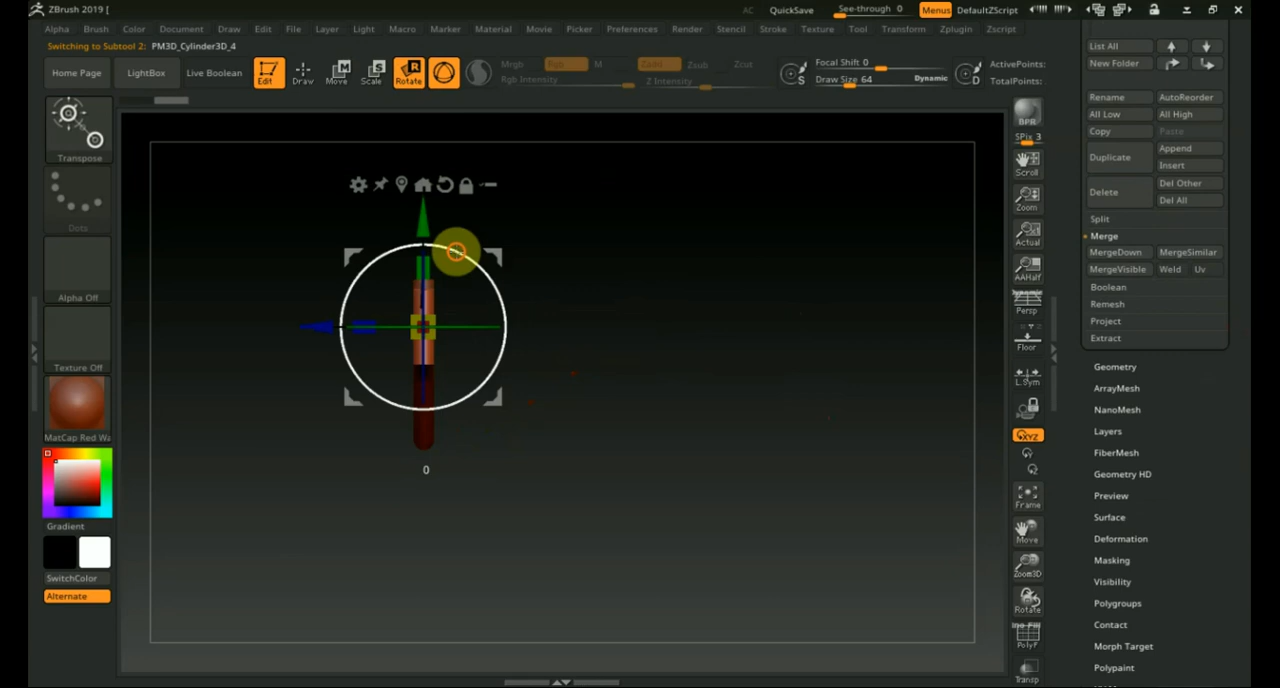 ZBrush 2019 [
AC QuickSave See-through 0 Menus DefaultZScript
Alpha Brush Color Document Draw Edit File Layer Light Macro Marker Material Movie Picker Preferences Render Stencil Stroke Texture Tool Transform Zplugin Zscript
Switching to Subtool 2: PM3D_Cylinder3D_4
Home Page LightBox Live Boolean Edit Draw Move Scale Rotate
Mrgb Rgb M Zadd Zsub Zcut
Rgb Intensity Z Intensity
Focal Shift 0
Draw Size 64 Dynamic
S D
ActivePoints:
TotalPoints:
Transpose
Dots
Alpha Off
Texture Off
MatCap Red Wa
Gradient
SwitchColor
Alternate
0
BPR
SPix 3
Scroll
Zoom
Actual
AAHalf
Dynamic
Persp
Floor
L.Sym
XYZ
Frame
Move
Zoom3D
Rotate
PolyF
Transp
List All
New Folder
Rename AutoReorder
All Low All High
Copy Paste
Duplicate Append
Insert
Delete Del Other
Del All
Split
Merge
MergeDown MergeSimilar
MergeVisible Weld Uv
Boolean
Remesh
Project
Extract
Geometry
ArrayMesh
NanoMesh
Layers
FiberMesh
Geometry HD
Preview
Surface
Deformation
Masking
Visibility
Polygroups
Contact
Morph Target
Polypaint